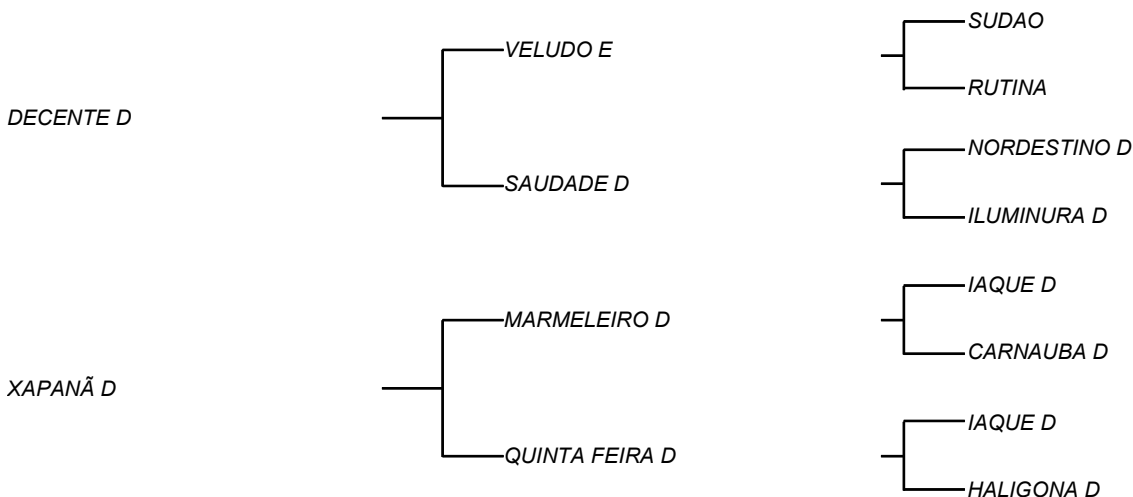 SUDAO
VELUDO E
RUTINA
DECENTE D
NORDESTINO D
SAUDADE D
ILUMINURA D
IAQUE D
MARMELEIRO D
CARNAUBA D
XAPANÃ D
IAQUE D
QUINTA FEIRA D
HALIGONA D